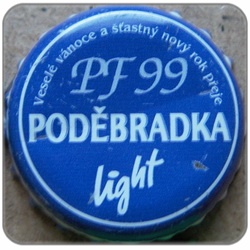 Veselé vánoce a šťastný nový rok přeje
PF 99
PODĚBRADKA
light